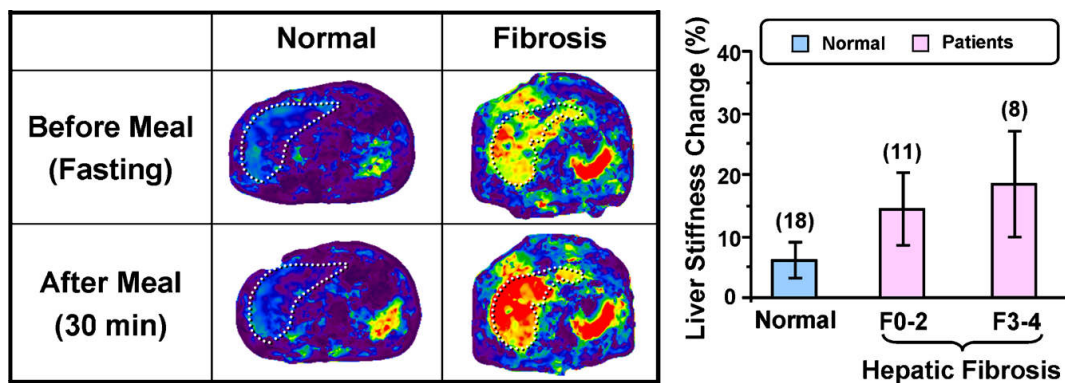 Normal Fibrosis
Before Meal
(Fasting)
After Meal
(30 min)
Normal Patients
Liver Stiffness Change (%)
40
30
20
10
0
(18)
(11)
(8)
Normal F0-2 F3-4
Hepatic Fibrosis